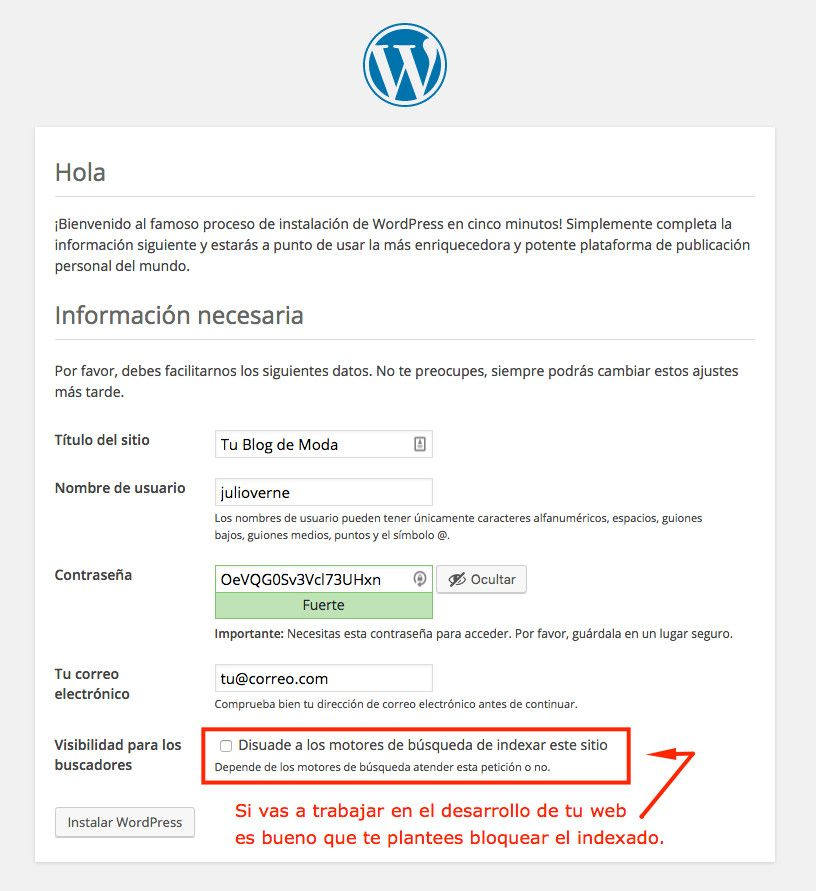 Hola
¡Bienvenido al famoso proceso de instalación de WordPress en cinco minutos! Simplemente completa la
información siguiente y estarás a punto de usar la más enriquecedora y potente plataforma de publicación
personal del mundo.
Información necesaria
Por favor, debes facilitarnos los siguientes datos. No te preocupes, siempre podrás cambiar estos ajustes
más tarde.
Título del sitio
Tu Blog de Moda
Nombre de usuario
julioverne
Los nombres de usuario pueden tener únicamente caracteres alfanuméricos, espacios, guiones
bajos, guiones medios, puntos y el símbolo @.
Contraseña
OeVQG0Sv3Vcl73UHxn
Ocultar
Fuerte
Importante: Necesitas esta contraseña para acceder. Por favor, guárdala en un lugar seguro.
Tu correo
electrónico
tu@correo.com
Comprueba bien tu dirección de correo electrónico antes de continuar.
Visibilidad para los
buscadores
Disuade a los motores de búsqueda de indexar este sitio
Depende de los motores de búsqueda atender esta petición o no.
Si vas a trabajar en el desarrollo de tu web
es bueno que te plantees bloquear el indexado.
Instalar WordPress